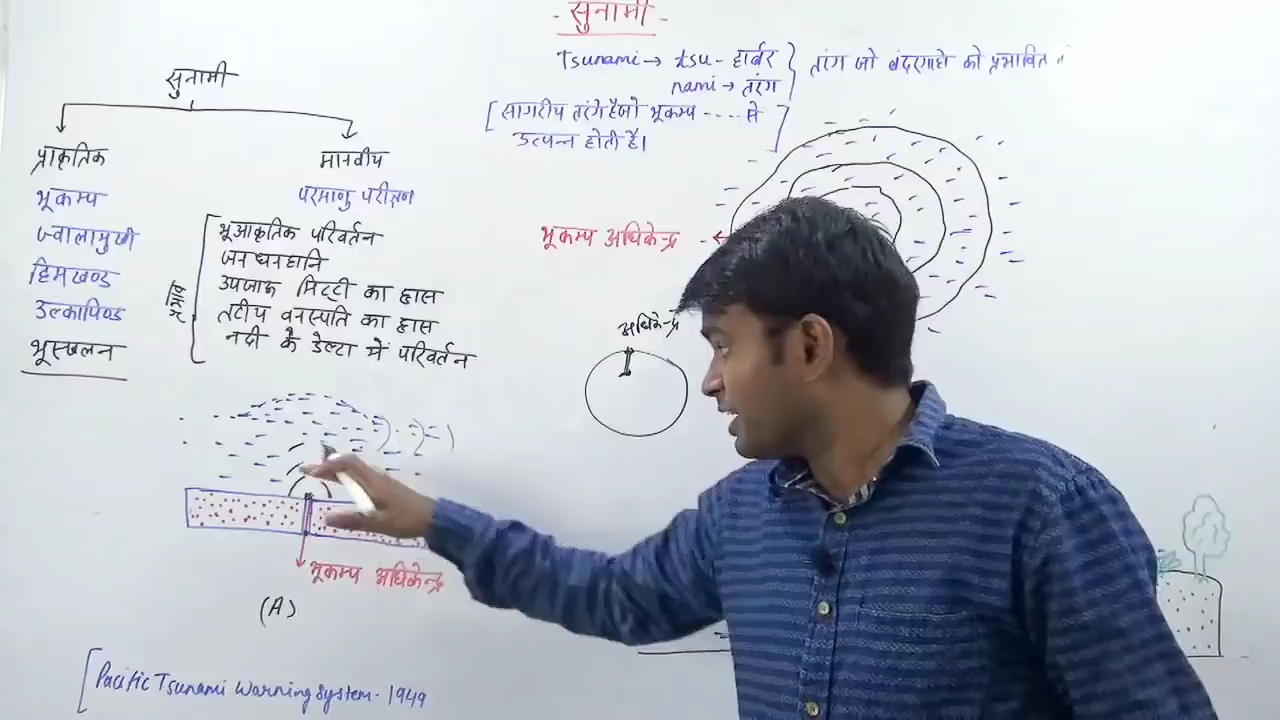 - सुनामी -
Tsunami → tsu - हार्बर
nami → तरंग
तरंग जो बंदरगाहो को प्रभावित
[सागरीय तरंगे है जो भूकम्प ---- से
उत्पन्न होती है।]
सुनामी
प्राकृतिक
मानवीय
भूकम्प
ज्वालामुखी
हिमखण्ड
उल्कापिण्ड
भूस्खलन
परमाणु परीक्षण
भूआकृतिक परिवर्तन
जन धन हानि
उपजाऊ मिट्टी का ह्रास
तटीय वनस्पति का ह्रास
नदी के डेल्टा में परिवर्तन
भूकम्प अधिकेन्द्र
अधिकेन्द्र
भूकम्प अधिकेन्द्र
(A)
[Pacific Tsunami Warning System - 1949